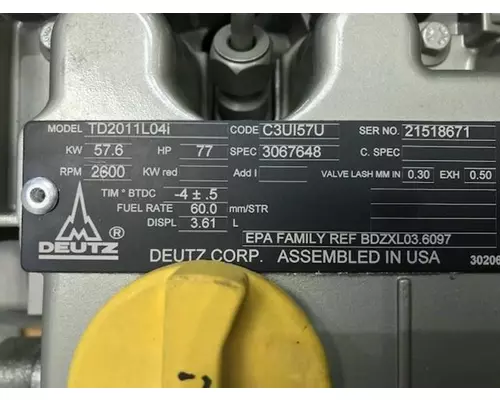 MODEL TD2011L04i CODE C3UI57U SER NO. 21518671
KW 57.6 HP 77 SPEC 3067648 C. SPEC
RPM 2600 KW red Add I VALVE LASH MM IN 0.30 EXH 0.50
TIM ° BTDC -4 ± .5
FUEL RATE 60.0 mm/STR
DISPL 3.61 L
DEUTZ ®
EPA FAMILY REF BDZXL03.6097
DEUTZ CORP. ASSEMBLED IN USA
30206